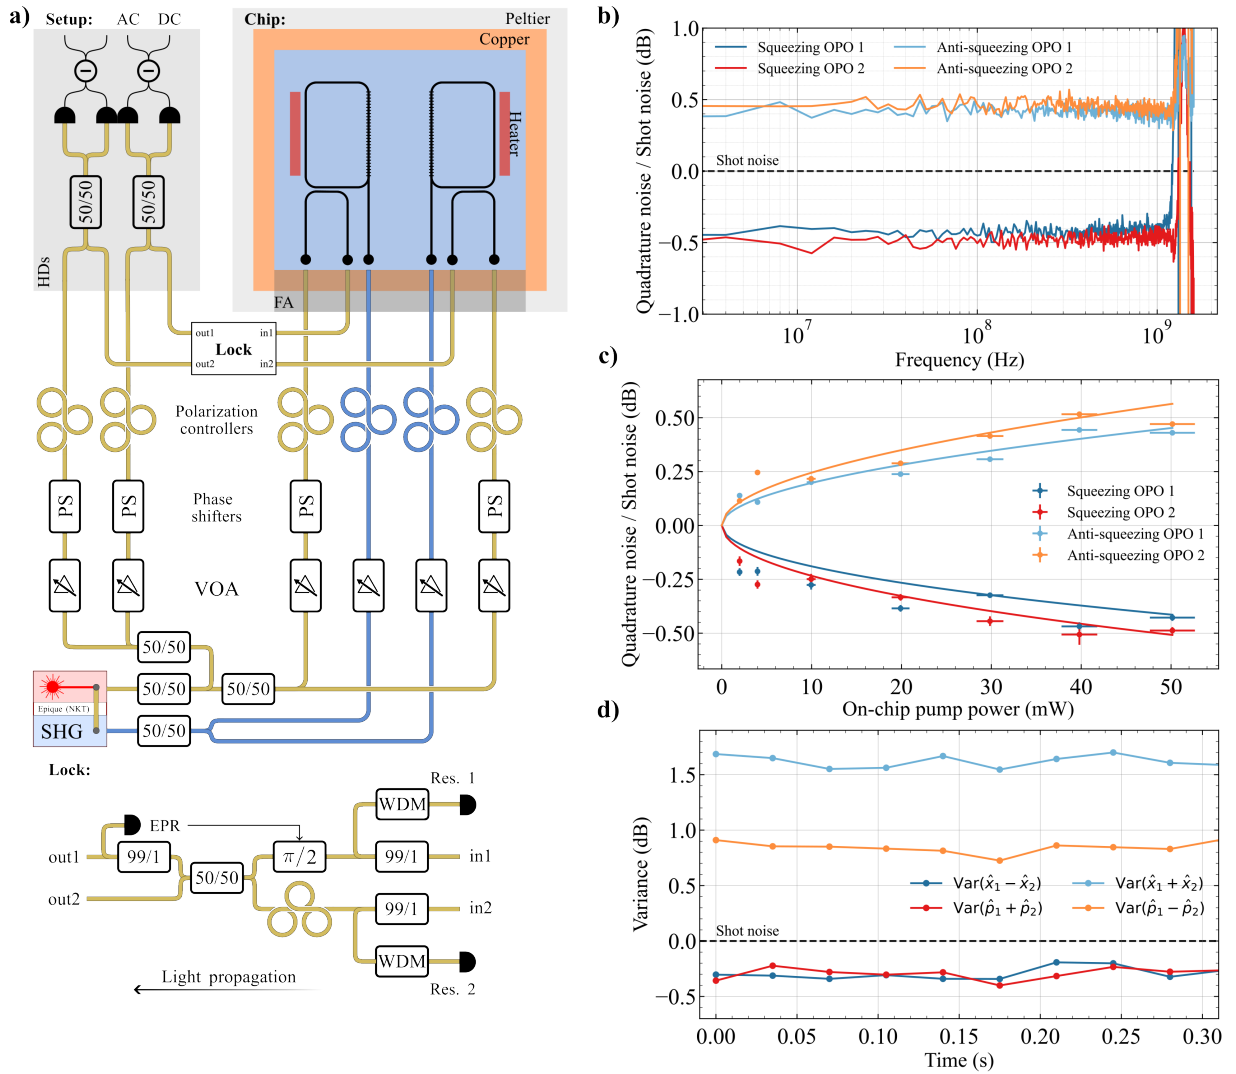 a)
Setup:
AC
DC
HDs
50/50
50/50
Chip:
Peltier
Copper
Heater
FA
out1
in1
Lock
out2
in2
Polarization
controllers
PS
PS
Phase
shifters
PS
PS
VOA
50/50
50/50
50/50
Epique (NKT)
SHG
50/50
Lock:
Res. 1
WDM
EPR
out1
99/1
π/2
99/1
in1
50/50
out2
99/1
in2
WDM
Light propagation
Res. 2
b)
Quadrature noise / Shot noise (dB)
1.0
0.5
0.0
−0.5
−1.0
Squeezing OPO 1
Squeezing OPO 2
Anti-squeezing OPO 1
Anti-squeezing OPO 2
Shot noise
10⁷
10⁸
10⁹
Frequency (Hz)
c)
Quadrature noise / Shot noise (dB)
0.50
0.25
0.00
−0.25
−0.50
Squeezing OPO 1
Squeezing OPO 2
Anti-squeezing OPO 1
Anti-squeezing OPO 2
0
10
20
30
40
50
On-chip pump power (mW)
d)
Variance (dB)
1.5
1.0
0.5
0.0
−0.5
Var(x̂₁ − x̂₂)
Var(p̂₁ + p̂₂)
Var(x̂₁ + x̂₂)
Var(p̂₁ − p̂₂)
Shot noise
0.00
0.05
0.10
0.15
0.20
0.25
0.30
Time (s)